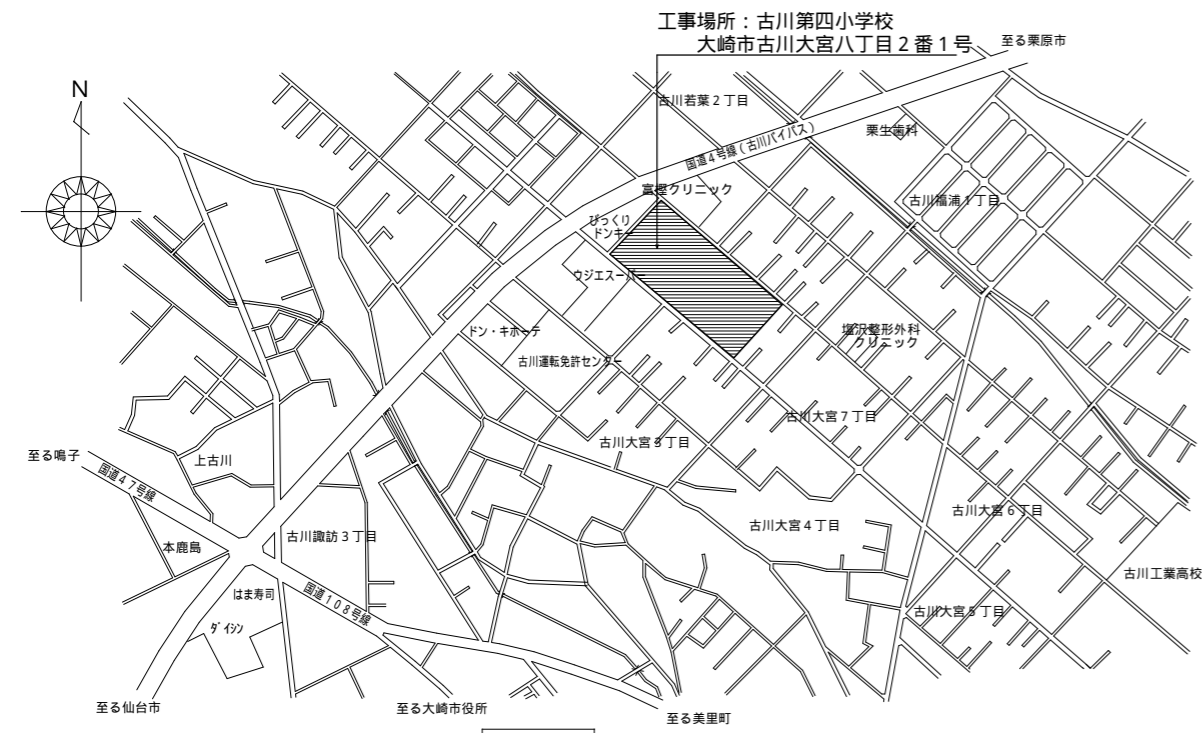 工事場所：古川第四小学校
大崎市古川大宮八丁目２番１号
至る栗原市
N
古川若葉２丁目
栗生歯科
国道４号線（古川バイパス）
富樫クリニック
古川福浦１丁目
びっくり
ドンキー
ウジエスーパー
ドン・キホーテ
塩沢整形外科
クリニック
古川運転免許センター
古川大宮７丁目
古川大宮３丁目
至る鳴子
上古川
国道４７号線
古川大宮６丁目
古川大宮４丁目
古川諏訪３丁目
本鹿島
古川工業高校
はま寿司
国道１０８号線
古川大宮５丁目
ダイシン
至る仙台市
至る大崎市役所
至る美里町